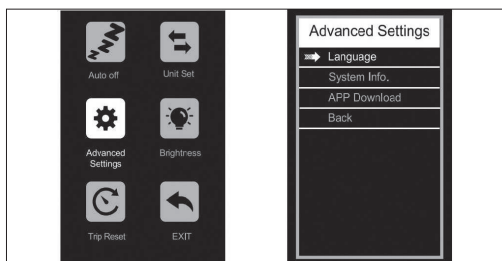 Auto off
Unit Set
Advanced
Settings
Brightness
Trip Reset
EXIT
Advanced Settings
Language
System Info.
APP Download
Back